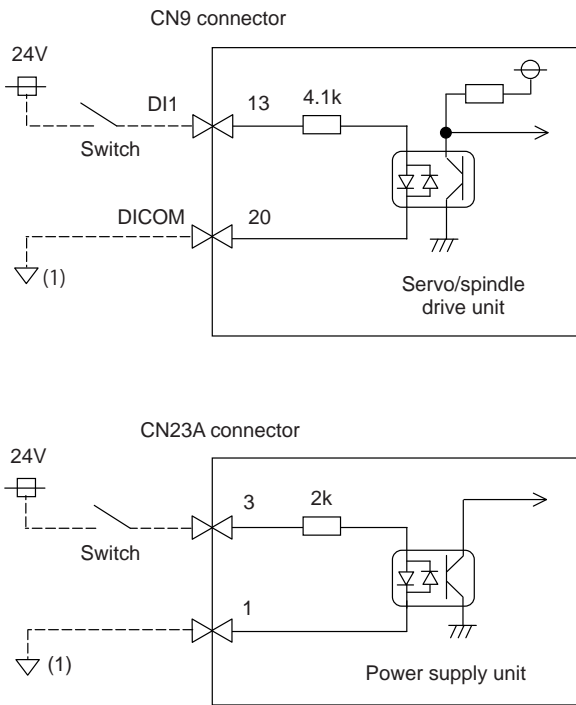 CN9 connector
24V
DI1
13
4.1k
Switch
DICOM
20
(1)
Servo/spindle
drive unit
CN23A connector
24V
3
2k
Switch
1
(1)
Power supply unit